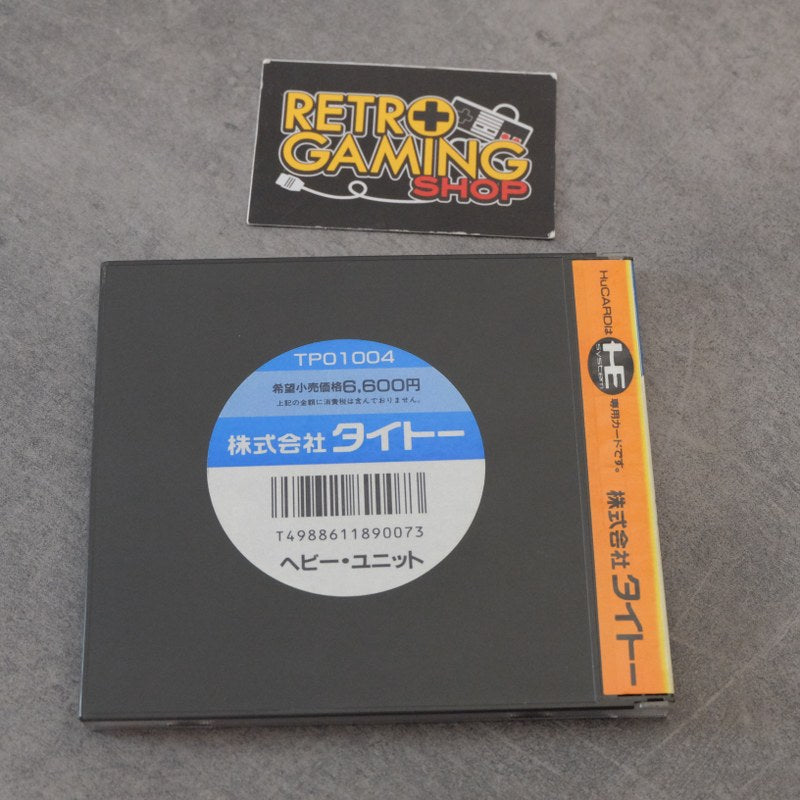 RETRO
GAMING
SHOP
TP01004
希望小売価格6,600円
上記の金額に消費税は含んでおりません。
株式会社 タイトー
T4988611890073
ヘビー・ユニット
HuCARDは
HE
SYSTEM
専用カードです。
株式会社 タイトー